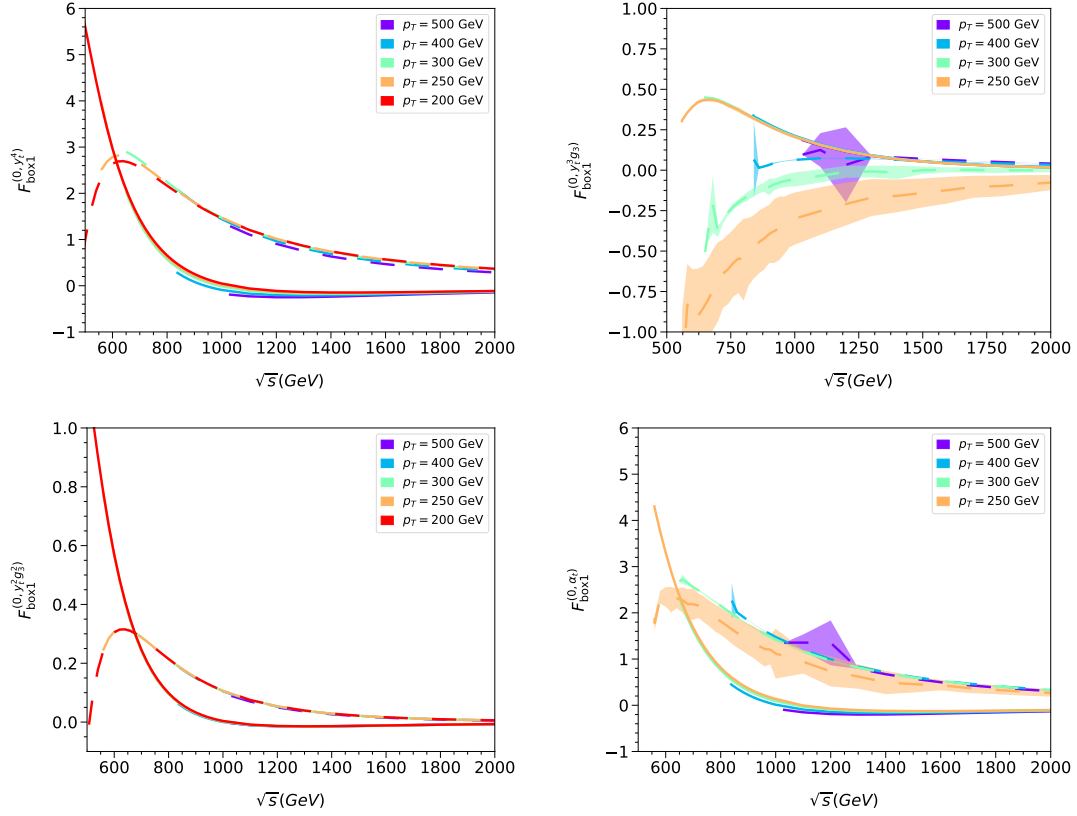 6
5
4
3
2
1
0
−1
F_box1^(0, y_t^4)
p_T = 500 GeV
p_T = 400 GeV
p_T = 300 GeV
p_T = 250 GeV
p_T = 200 GeV
600 800 1000 1200 1400 1600 1800 2000
√s(GeV)
1.00
0.75
0.50
0.25
0.00
−0.25
−0.50
−0.75
−1.00
F_box1^(0, y_t^3 g_3)
p_T = 500 GeV
p_T = 400 GeV
p_T = 300 GeV
p_T = 250 GeV
500 750 1000 1250 1500 1750 2000
√s(GeV)
1.0
0.8
0.6
0.4
0.2
0.0
F_box1^(0, y_t^2 g_3^2)
p_T = 500 GeV
p_T = 400 GeV
p_T = 300 GeV
p_T = 250 GeV
p_T = 200 GeV
600 800 1000 1200 1400 1600 1800 2000
√s(GeV)
6
5
4
3
2
1
0
−1
F_box1^(0, α_t)
p_T = 500 GeV
p_T = 400 GeV
p_T = 300 GeV
p_T = 250 GeV
600 800 1000 1200 1400 1600 1800 2000
√s(GeV)